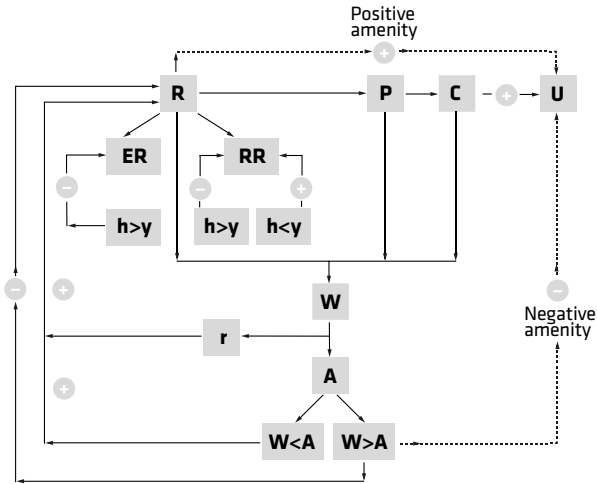 Positive
amenity
+
R
P
C
+
U
ER
RR
−
−
+
h>y
h>y
h<y
−
+
W
−
Negative
amenity
r
A
+
W<A
W>A